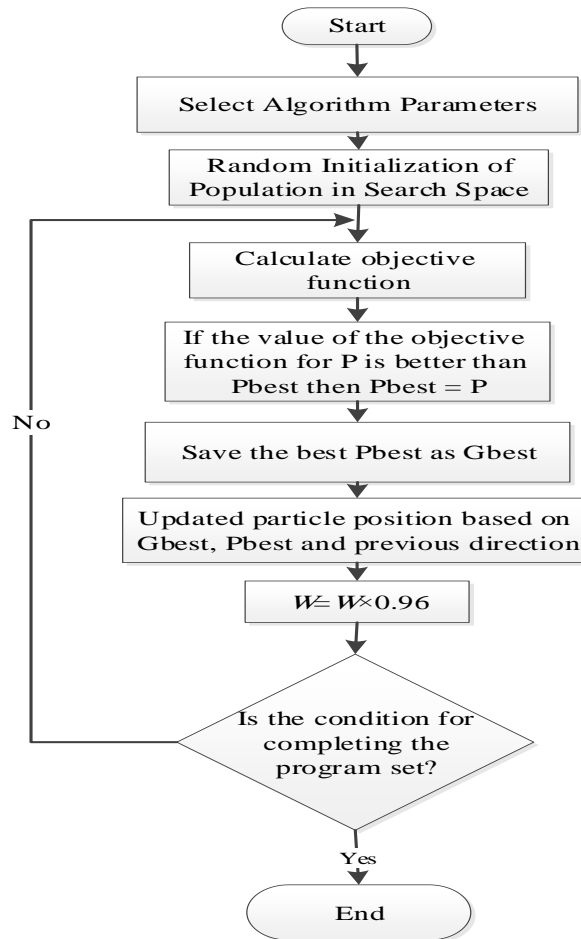 Start
Select Algorithm Parameters
Random Initialization of
Population in Search Space
Calculate objective
function
If the value of the objective
function for P is better than
Pbest then Pbest = P
No
Save the best Pbest as Gbest
Updated particle position based on
Gbest, Pbest and previous direction
W=W×0.96
Is the condition for
completing the
program set?
Yes
End